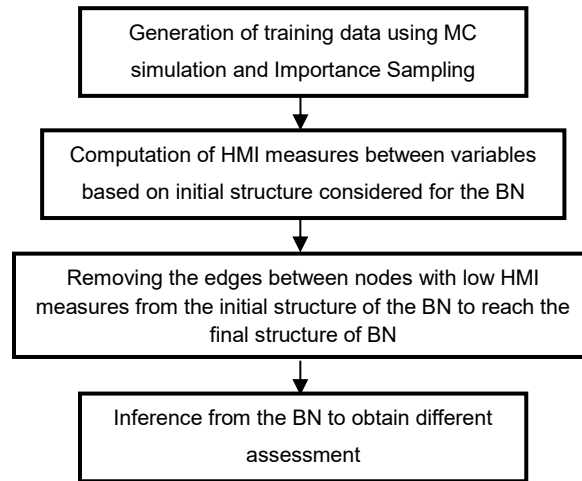 Generation of training data using MC
simulation and Importance Sampling
Computation of HMI measures between variables
based on initial structure considered for the BN
Removing the edges between nodes with low HMI
measures from the initial structure of the BN to reach the
final structure of BN
Inference from the BN to obtain different
assessment